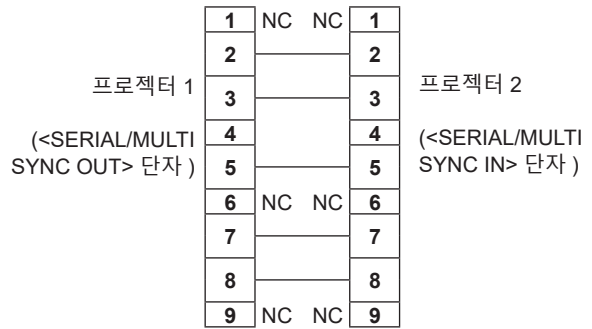 프로젝터 1
(<SERIAL/MULTI
SYNC OUT> 단자 )
1 NC NC 1
2 2
3 3
4 4
5 5
6 NC NC 6
7 7
8 8
9 NC NC 9
프로젝터 2
(<SERIAL/MULTI
SYNC IN> 단자 )